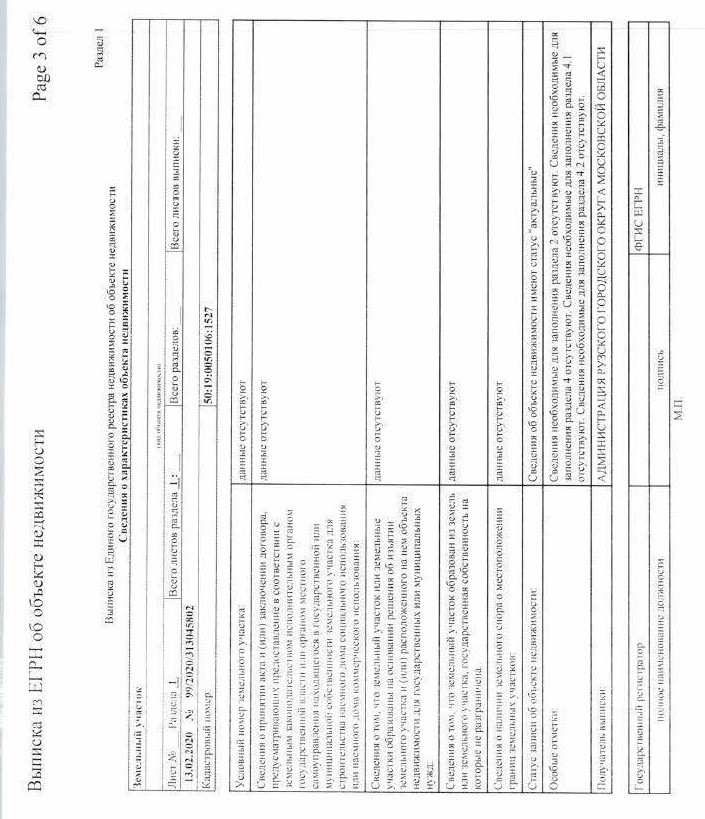 Выписка из ЕГРН об объекте недвижимости
Page 3 of 6
Раздел 1
Выписка из Единого государственного реестра недвижимости об объекте недвижимости
Сведения о характеристиках объекта недвижимости
Земельный участок
(вид объекта недвижимости)
Лист № Раздела 1 Всего листов раздела 1: Всего разделов: Всего листов выписки:
13.02.2020 № 99/2020/313045802
Кадастровый номер: 50:19:0050106:1527
Условный номер земельного участка: данные отсутствуют
Сведения о принятии акта и (или) заключении договора, данные отсутствуют
предусматривающих предоставление в соответствии с
земельным законодательством исполнительным органом
государственной власти или органом местного
самоуправления находящегося в государственной или
муниципальной собственности земельного участка для
строительства наемного дома социального использования
или наемного дома коммерческого использования:
Сведения о том, что земельный участок или земельные данные отсутствуют
участки образованы на основании решения об изъятии
земельного участка и (или) расположенного на нем объекта
недвижимости для государственных или муниципальных
нужд:
Сведения о том, что земельный участок образован из земель данные отсутствуют
или земельного участка, государственная собственность на
которые не разграничена:
Сведения о наличии земельного спора о местоположении данные отсутствуют
границ земельных участков:
Статус записи об объекте недвижимости: Сведения об объекте недвижимости имеют статус "актуальные"
Особые отметки: Сведения необходимые для заполнения раздела 2 отсутствуют. Сведения необходимые для
заполнения раздела 4 отсутствуют. Сведения необходимые для заполнения раздела 4.1
отсутствуют. Сведения необходимые для заполнения раздела 4.2 отсутствуют.
Получатель выписки: АДМИНИСТРАЦИЯ РУЗСКОГО ГОРОДСКОГО ОКРУГА МОСКОВСКОЙ ОБЛАСТИ
Государственный регистратор ФГИС ЕГРН
полное наименование должности подпись инициалы, фамилия
М.П.